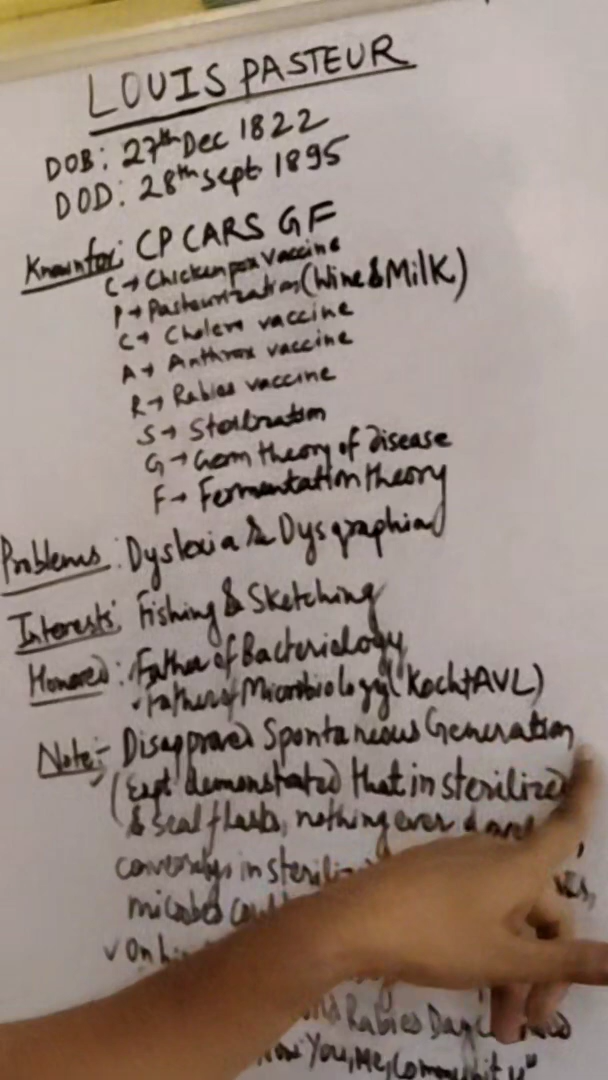 LOUIS PASTEUR
DOB: 27th Dec 1822
DOD: 28th Sept 1895
Known for: CP CARS GF
C→ Chickenpox Vaccine
P→ Pasteurization (Wine & Milk)
C→ Cholera vaccine
A→ Anthrax vaccine
R→ Rabies vaccine
S→ Sterilization
G→ Germ theory of disease
F→ Fermentation theory
Problems: Dyslexia & Dysgraphia
Interests: Fishing & Sketching
Honored: Father of Bacteriology
Father of Microbiology (Koch + AVL)
Note:- Disapproved Spontaneous Generation
(Expt demonstrated that in sterilized
& seal flasks, nothing ever
conversely, in
microbes
✓ On
Rabies Day
You, Me, Community"